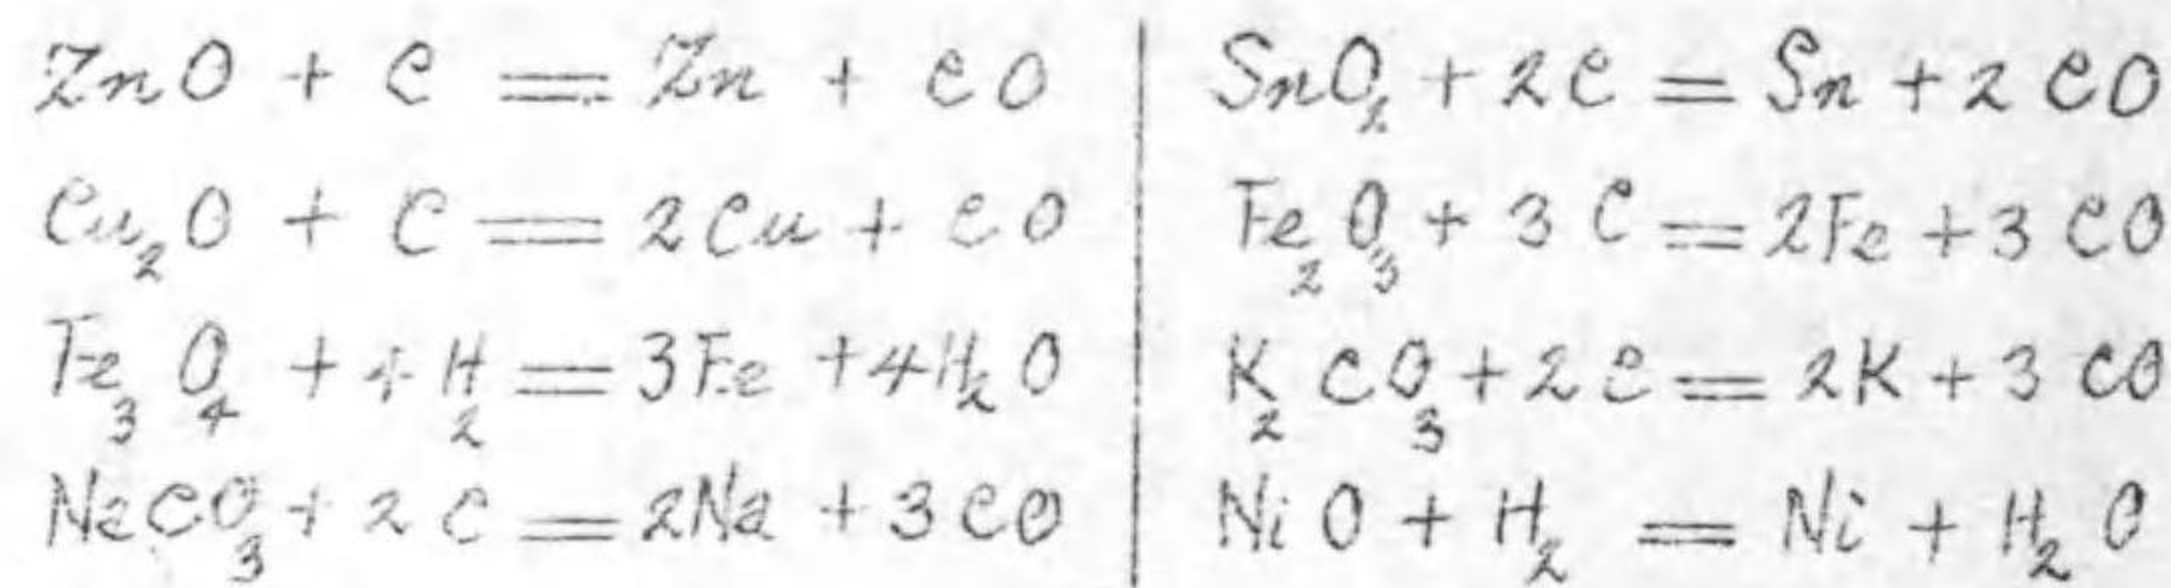 ZnO + C = Zn + CO
Cu₂O + C = 2Cu + CO
Fe₃O₄ + 4H₂ = 3Fe + 4H₂O
NaCO₃ + 2C = 2Na + 3CO
SnO₂ + 2C = Sn + 2CO
Fe₂O₃ + 3C = 2Fe + 3CO
K₂CO₃ + 2C = 2K + 3CO
NiO + H₂ = Ni + H₂O